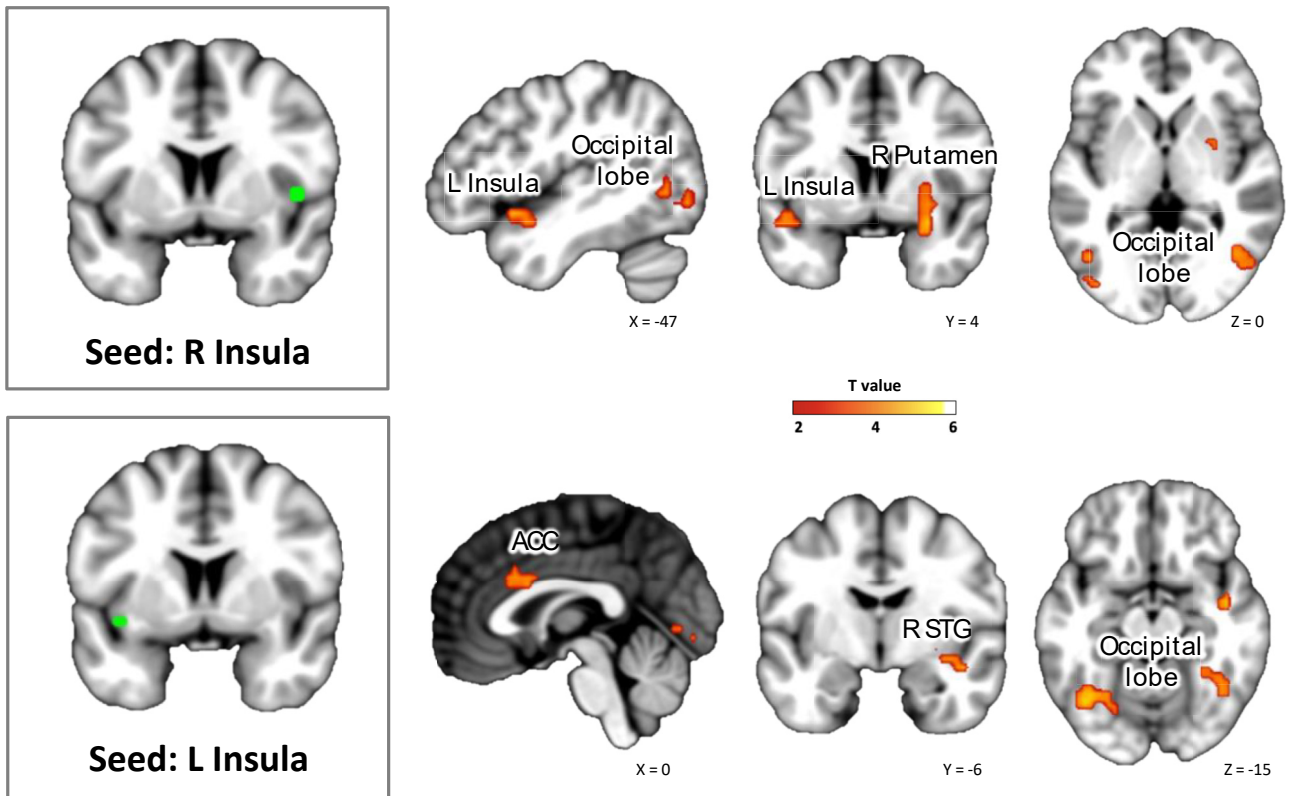 L Insula
Occipital
lobe
X = -47
L Insula
R Putamen
Y = 4
Occipital
lobe
Z = 0
Seed: R Insula
T value
2 4 6
ACC
X = 0
R STG
Y = -6
Occipital
lobe
Z = -15
Seed: L Insula